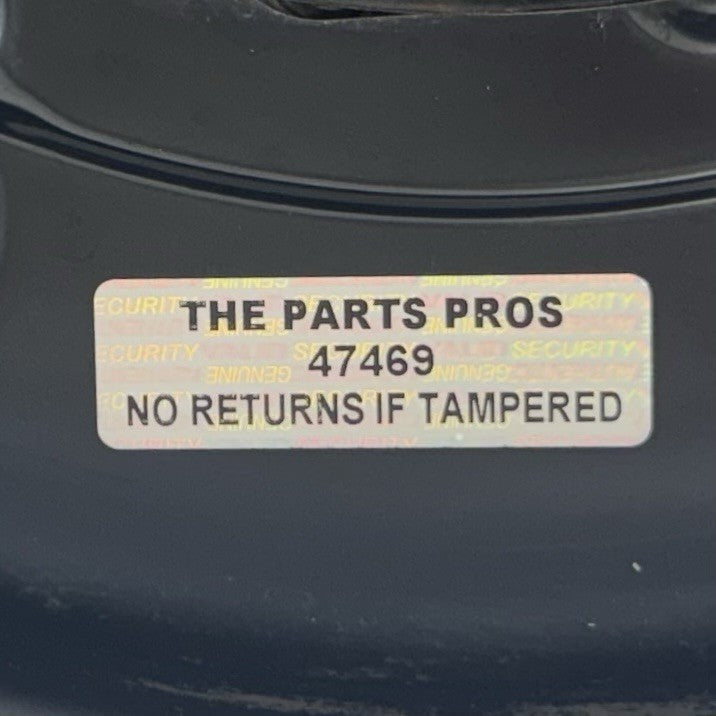 THE PARTS PROS
47469
NO RETURNS IF TAMPERED